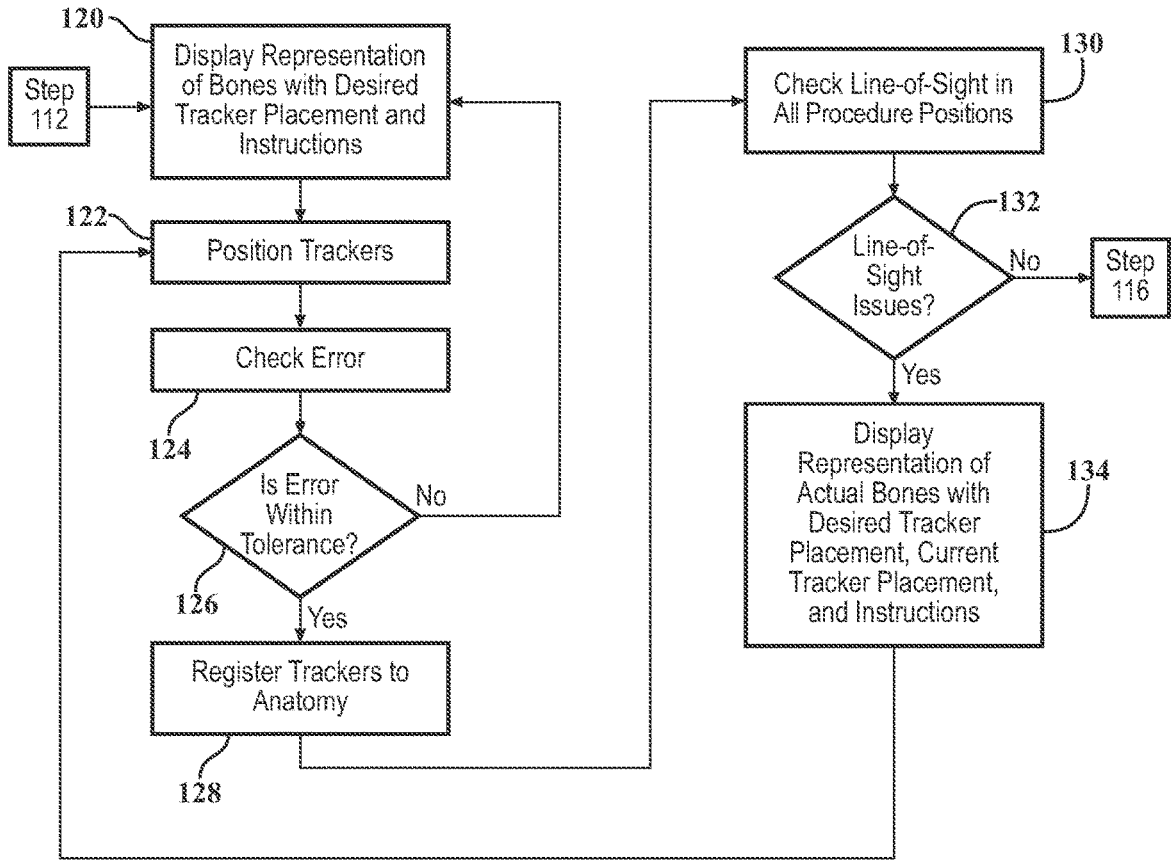 120
Display Representation
of Bones with Desired
Tracker Placement and
Instructions
Step
112
122
Position Trackers
Check Error
124
Is Error
Within
Tolerance?
No
126
Yes
Register Trackers to
Anatomy
128
130
Check Line-of-Sight in
All Procedure Positions
132
Line-of-
Sight
Issues?
No
Step
116
Yes
Display
Representation of
Actual Bones with
Desired Tracker
Placement, Current
Tracker Placement,
and Instructions
134